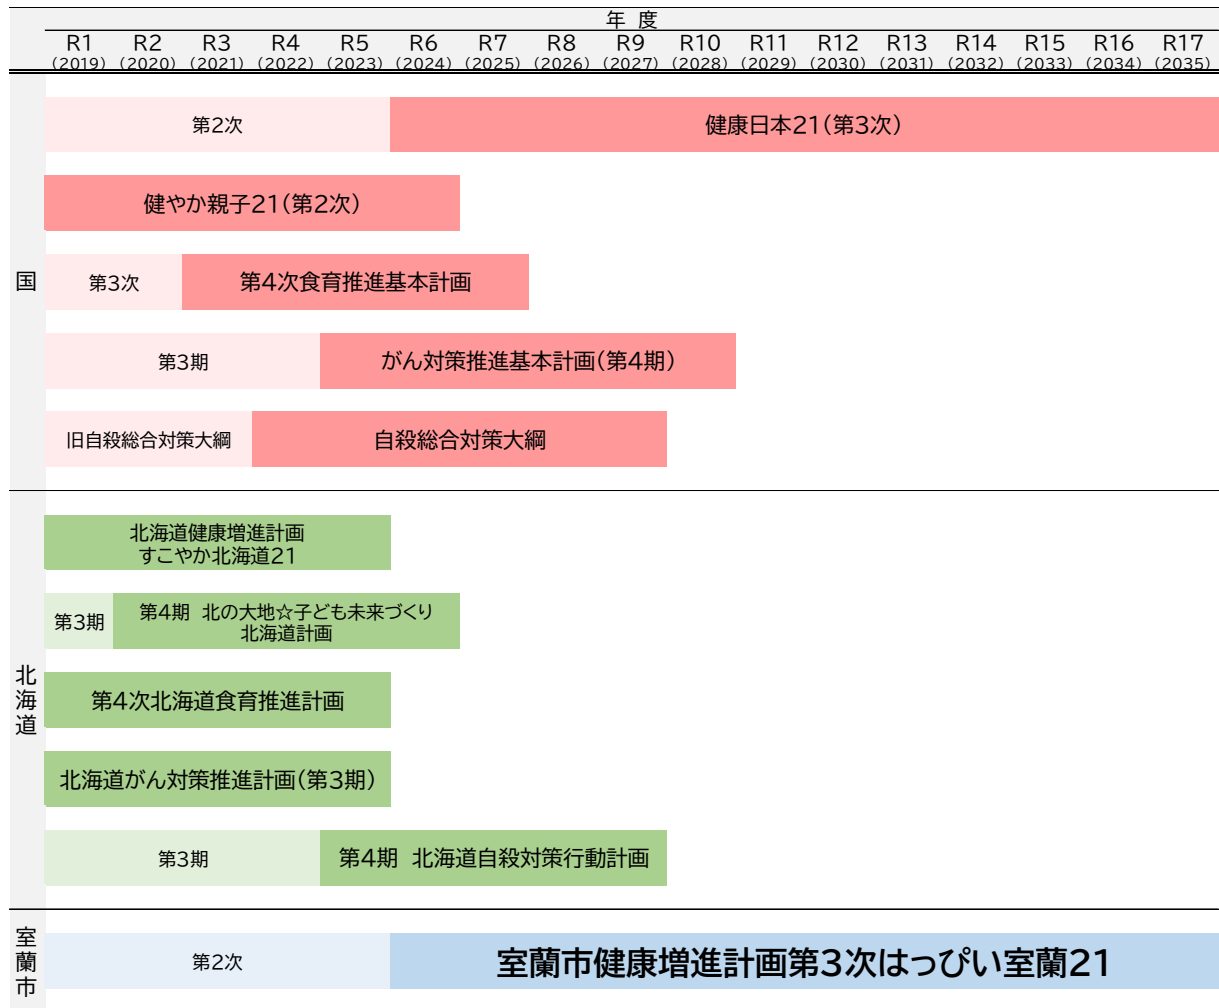 年 度
R1 R2 R3 R4 R5 R6 R7 R8 R9 R10 R11 R12 R13 R14 R15 R16 R17
(2019) (2020) (2021) (2022) (2023) (2024) (2025) (2026) (2027) (2028) (2029) (2030) (2031) (2032) (2033) (2034) (2035)
国
第2次 健康日本21(第3次)
健やか親子21(第2次)
第3次 第4次食育推進基本計画
第3期 がん対策推進基本計画(第4期)
旧自殺総合対策大綱 自殺総合対策大綱
北海道
北海道健康増進計画
すこやか北海道21
第3期 第4期 北の大地☆子ども未来づくり
北海道計画
第4次北海道食育推進計画
北海道がん対策推進計画(第3期)
第3期 第4期 北海道自殺対策行動計画
室蘭市
第2次 室蘭市健康増進計画第3次はっぴい室蘭21